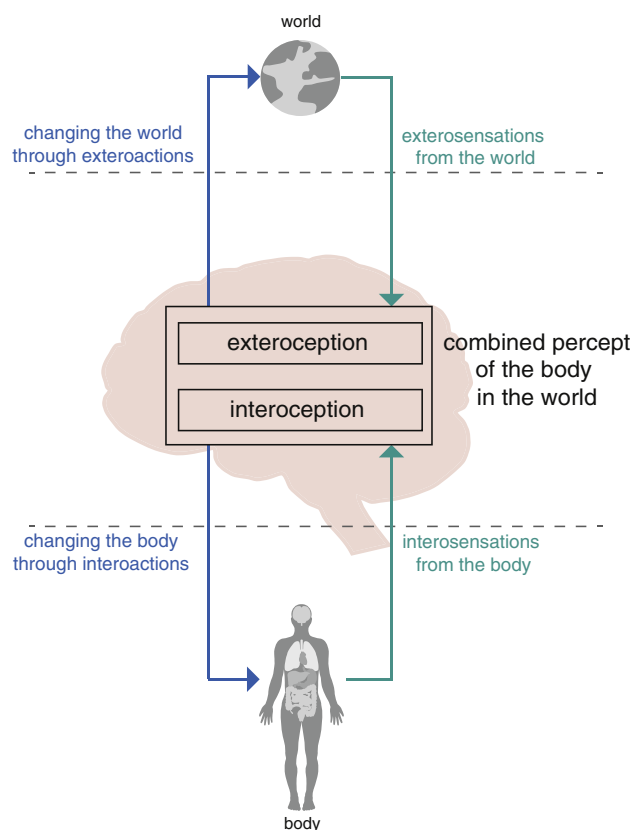 world
changing the world
through exteroactions
exterosensations
from the world
exteroception
interoception
combined percept
of the body
in the world
changing the body
through interoactions
interosensations
from the body
body